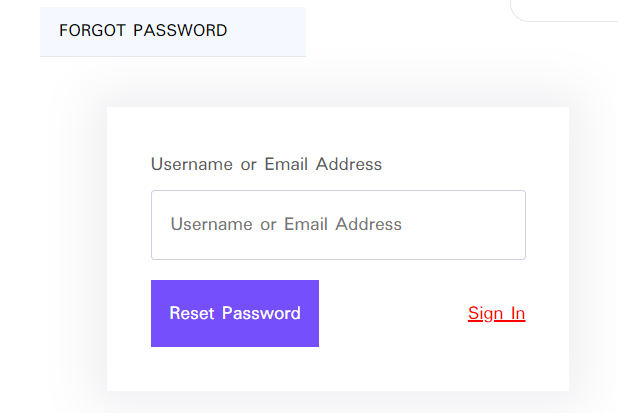 FORGOT PASSWORD
Username or Email Address
Username or Email Address
Reset Password
Sign In